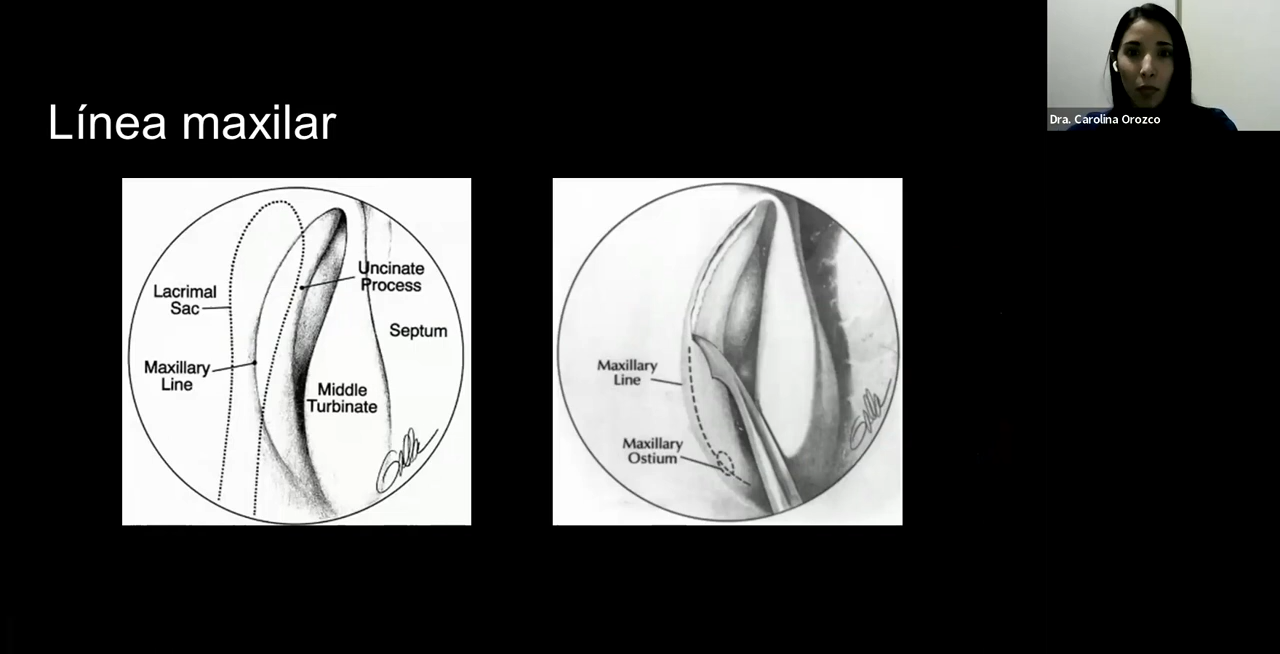 Dra. Carolina Orozco
Línea maxilar
Uncinate
Process
Lacrimal
Sac
Septum
Maxillary
Line
Middle
Turbinate
Maxillary
Line
Maxillary
Ostium